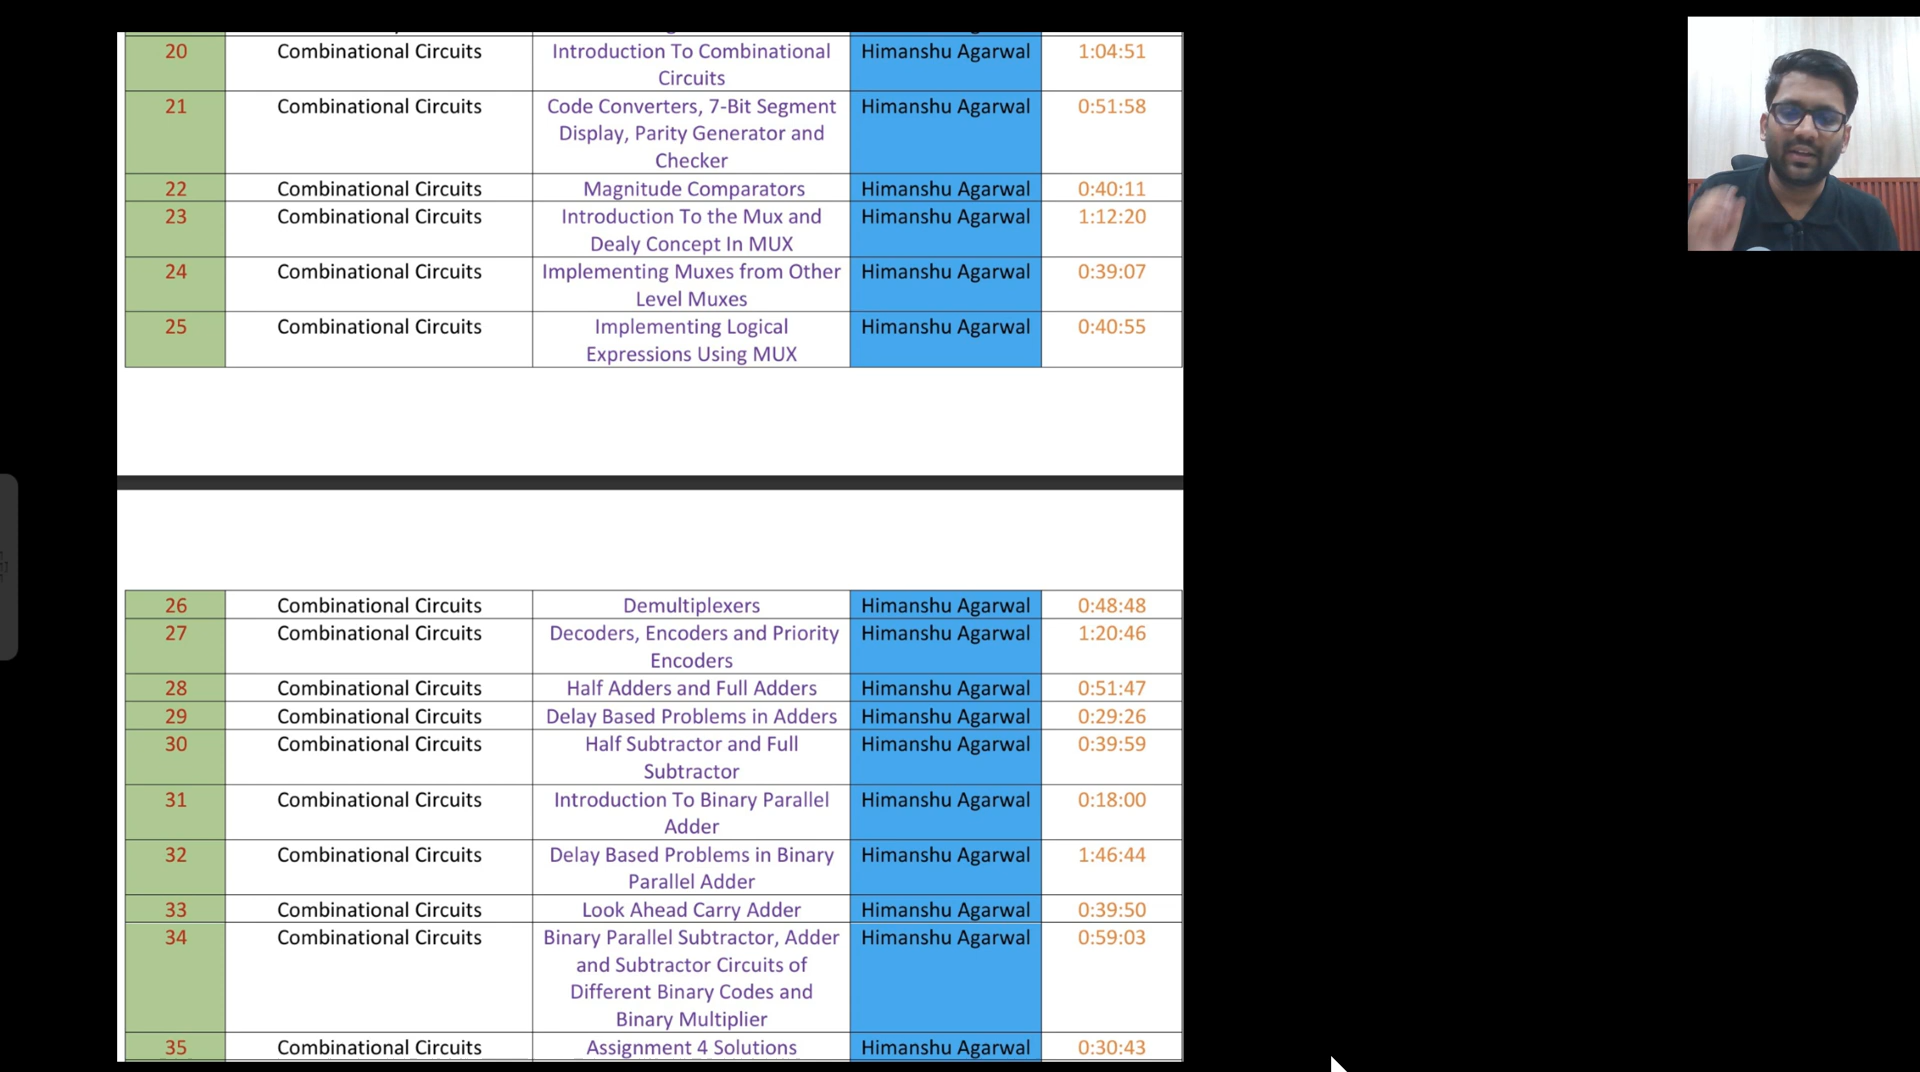 20 Combinational Circuits Introduction To Combinational Himanshu Agarwal 1:04:51
Circuits
21 Combinational Circuits Code Converters, 7-Bit Segment Himanshu Agarwal 0:51:58
Display, Parity Generator and
Checker
22 Combinational Circuits Magnitude Comparators Himanshu Agarwal 0:40:11
23 Combinational Circuits Introduction To the Mux and Himanshu Agarwal 1:12:20
Dealy Concept In MUX
24 Combinational Circuits Implementing Muxes from Other Himanshu Agarwal 0:39:07
Level Muxes
25 Combinational Circuits Implementing Logical Himanshu Agarwal 0:40:55
Expressions Using MUX
26 Combinational Circuits Demultiplexers Himanshu Agarwal 0:48:48
27 Combinational Circuits Decoders, Encoders and Priority Himanshu Agarwal 1:20:46
Encoders
28 Combinational Circuits Half Adders and Full Adders Himanshu Agarwal 0:51:47
29 Combinational Circuits Delay Based Problems in Adders Himanshu Agarwal 0:29:26
30 Combinational Circuits Half Subtractor and Full Himanshu Agarwal 0:39:59
Subtractor
31 Combinational Circuits Introduction To Binary Parallel Himanshu Agarwal 0:18:00
Adder
32 Combinational Circuits Delay Based Problems in Binary Himanshu Agarwal 1:46:44
Parallel Adder
33 Combinational Circuits Look Ahead Carry Adder Himanshu Agarwal 0:39:50
34 Combinational Circuits Binary Parallel Subtractor, Adder Himanshu Agarwal 0:59:03
and Subtractor Circuits of
Different Binary Codes and
Binary Multiplier
35 Combinational Circuits Assignment 4 Solutions Himanshu Agarwal 0:30:43